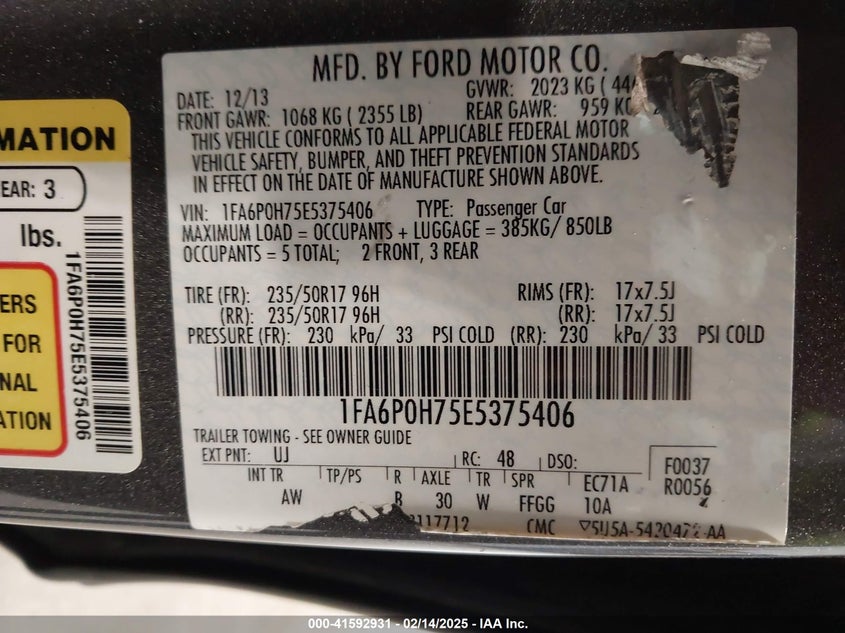 MATION
EAR: 3
lbs.
ERS
FOR
NAL
ATION
1FA6P0H75E5375406
MFD. BY FORD MOTOR CO.
DATE: 12/13 GVWR: 2023 KG ( 44
FRONT GAWR: 1068 KG ( 2355 LB) REAR GAWR: 959 KG
THIS VEHICLE CONFORMS TO ALL APPLICABLE FEDERAL MOTOR
VEHICLE SAFETY, BUMPER, AND THEFT PREVENTION STANDARDS
IN EFFECT ON THE DATE OF MANUFACTURE SHOWN ABOVE.
VIN: 1FA6P0H75E5375406 TYPE: Passenger Car
MAXIMUM LOAD = OCCUPANTS + LUGGAGE = 385KG/ 850LB
OCCUPANTS = 5 TOTAL; 2 FRONT, 3 REAR
TIRE (FR): 235/50R17 96H RIMS (FR): 17x7.5J
(RR): 235/50R17 96H (RR): 17x7.5J
PRESSURE (FR): 230 kPa/ 33 PSI COLD (RR): 230 kPa/ 33 PSI COLD
1FA6P0H75E5375406
TRAILER TOWING - SEE OWNER GUIDE
EXT PNT: UJ RC: 48 DSO: F0037
INT TR TP/PS R AXLE TR SPR EC71A R0056
AW B 30 W FFGG 10A
117712 CMC ▽5U5A-5420472-AA
000-41592931 - 02/14/2025 - IAA Inc.